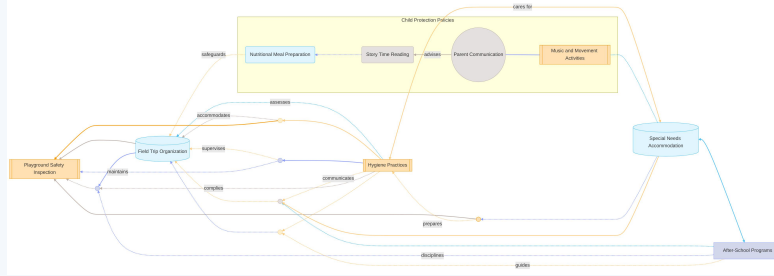 cares for
Child Protection Policies
safeguards
Nutritional Meal Preparation
Story Time Reading
advises
Parent Communication
Music and Movement
Activities
assesses
accommodates
Special Needs
Accommodation
supervises
Field Trip Organization
Playground Safety
Inspection
Hygiene Practices
maintains
communicates
complies
prepares
After-School Programs
disciplines
guides